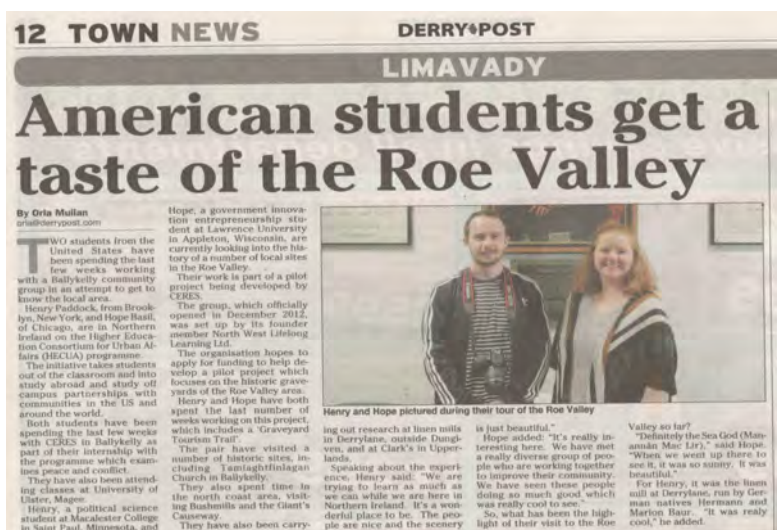 12 TOWN NEWS
DERRY POST
LIMAVADY
American students get a
taste of the Roe Valley
By Orla Mullan
orla@derrypost.com
TWO students from the
United States have
been spending the last
few weeks working
with a Ballykelly community
group in an attempt to get to
know the local area.
Henry Paddock, from Brook-
lyn, New York, and Hope Basil,
of Chicago, are in Northern
Ireland on the Higher Educa-
tion Consortium for Urban Af-
fairs (HECUA) programme.
The initiative takes students
out of the classroom and into
study abroad and study off
campus partnerships with
communities in the US and
around the world.
Both students have been
spending the last few weeks
with CERES in Ballykelly as
part of their internship with
the programme which exam-
ines peace and conflict.
They have also been attend-
ing classes at University of
Ulster, Magee.
Henry, a political science
student at Macalester College
in Saint Paul, Minnesota, and
Hope, a government innova-
tion entrepreneurship stu-
dent at Lawrence University
in Appleton, Wisconsin, are
currently looking into the his-
tory of a number of local sites
in the Roe Valley.
Their work is part of a pilot
project being developed by
CERES.
The group, which officially
opened in December 2012,
was set up by its founder
member North West Lifelong
Learning Ltd.
The organisation hopes to
apply for funding to help de-
velop a pilot project which
focuses on the historic grave-
yards of the Roe Valley area.
Henry and Hope have both
spent the last number of
weeks working on this project,
which includes a 'Graveyard
Tourism Trail'.
The pair have visited a
number of historic sites, in-
cluding Tamlaghtfinlagan
Church in Ballykelly.
They also spent time in
the north coast area, visit-
ing Bushmills and the Giant's
Causeway.
They have also been carry-
Henry and Hope pictured during their tour of the Roe Valley
ing out research at linen mills
in Derrylane, outside Dungi-
ven, and at Clark's in Upper-
lands.
Speaking about the experi-
ence, Henry said: "We are
trying to learn as much as
we can while we are here in
Northern Ireland. It's a won-
derful place to be. The peo-
ple are nice and the scenery
is just beautiful."
Hope added: "It's really in-
teresting here. We have met
a really diverse group of peo-
ple who are working together
to improve their community.
We have seen these people
doing so much good which
was really cool to see."
So, what has been the high-
light of their visit to the Roe
Valley so far?
"Definitely the Sea God (Man-
annán Mac Lir)," said Hope.
"When we went up there to
see it, it was so sunny. It was
beautiful."
For Henry, it was the linen
mill at Derrylane, run by Ger-
man natives Hermann and
Marion Baur. "It was realy
cool," he added.